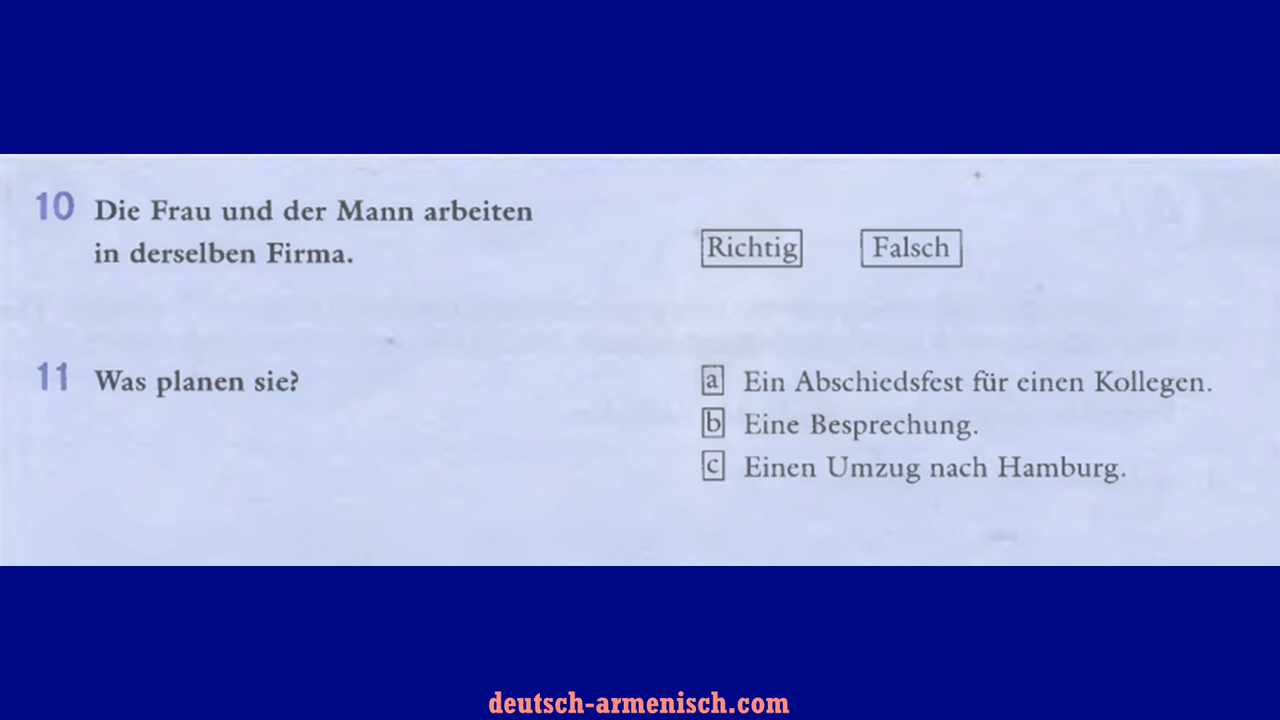 10 Die Frau und der Mann arbeiten
in derselben Firma.
Richtig Falsch
11 Was planen sie?
a Ein Abschiedsfest für einen Kollegen.
b Eine Besprechung.
c Einen Umzug nach Hamburg.
deutsch-armenisch.com